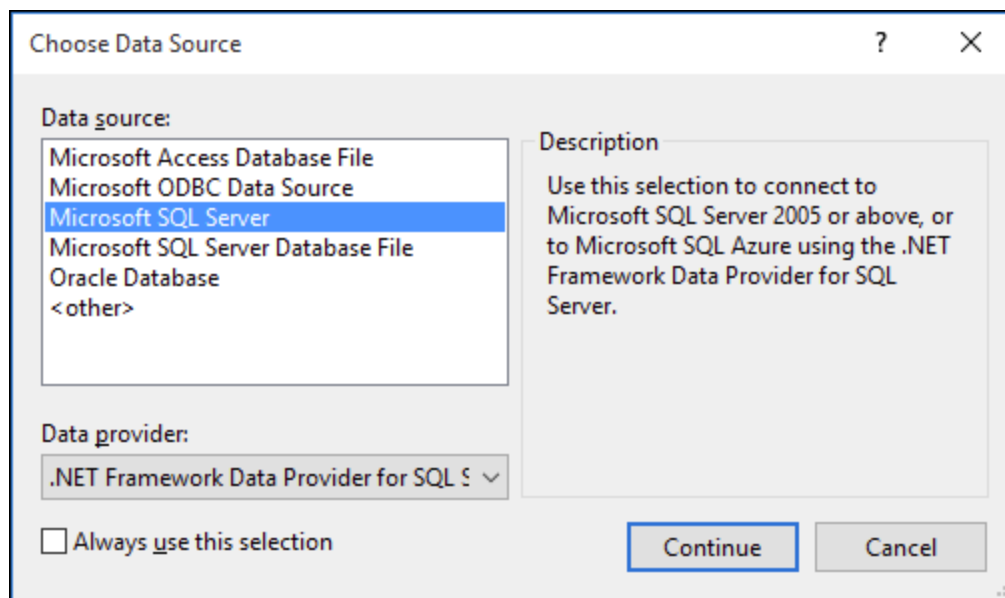 Choose Data Source
?
Data source:
Microsoft Access Database File
Microsoft ODBC Data Source
Microsoft SQL Server
Microsoft SQL Server Database File
Oracle Database
<other>
Description
Use this selection to connect to
Microsoft SQL Server 2005 or above, or
to Microsoft SQL Azure using the .NET
Framework Data Provider for SQL
Server.
Data provider:
.NET Framework Data Provider for SQL S
Always use this selection
Continue
Cancel